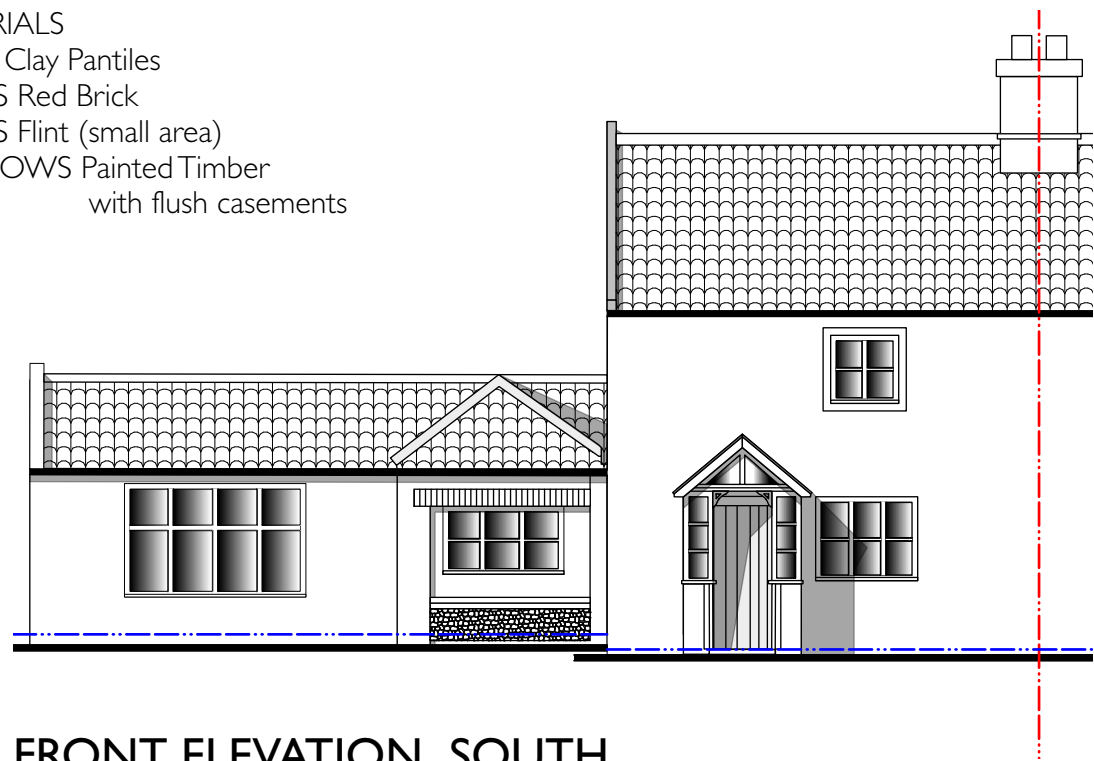 RIALS
Clay Pantiles
S Red Brick
S Flint (small area)
OWS Painted Timber
with flush casements
FRONT ELEVATION SOUTH